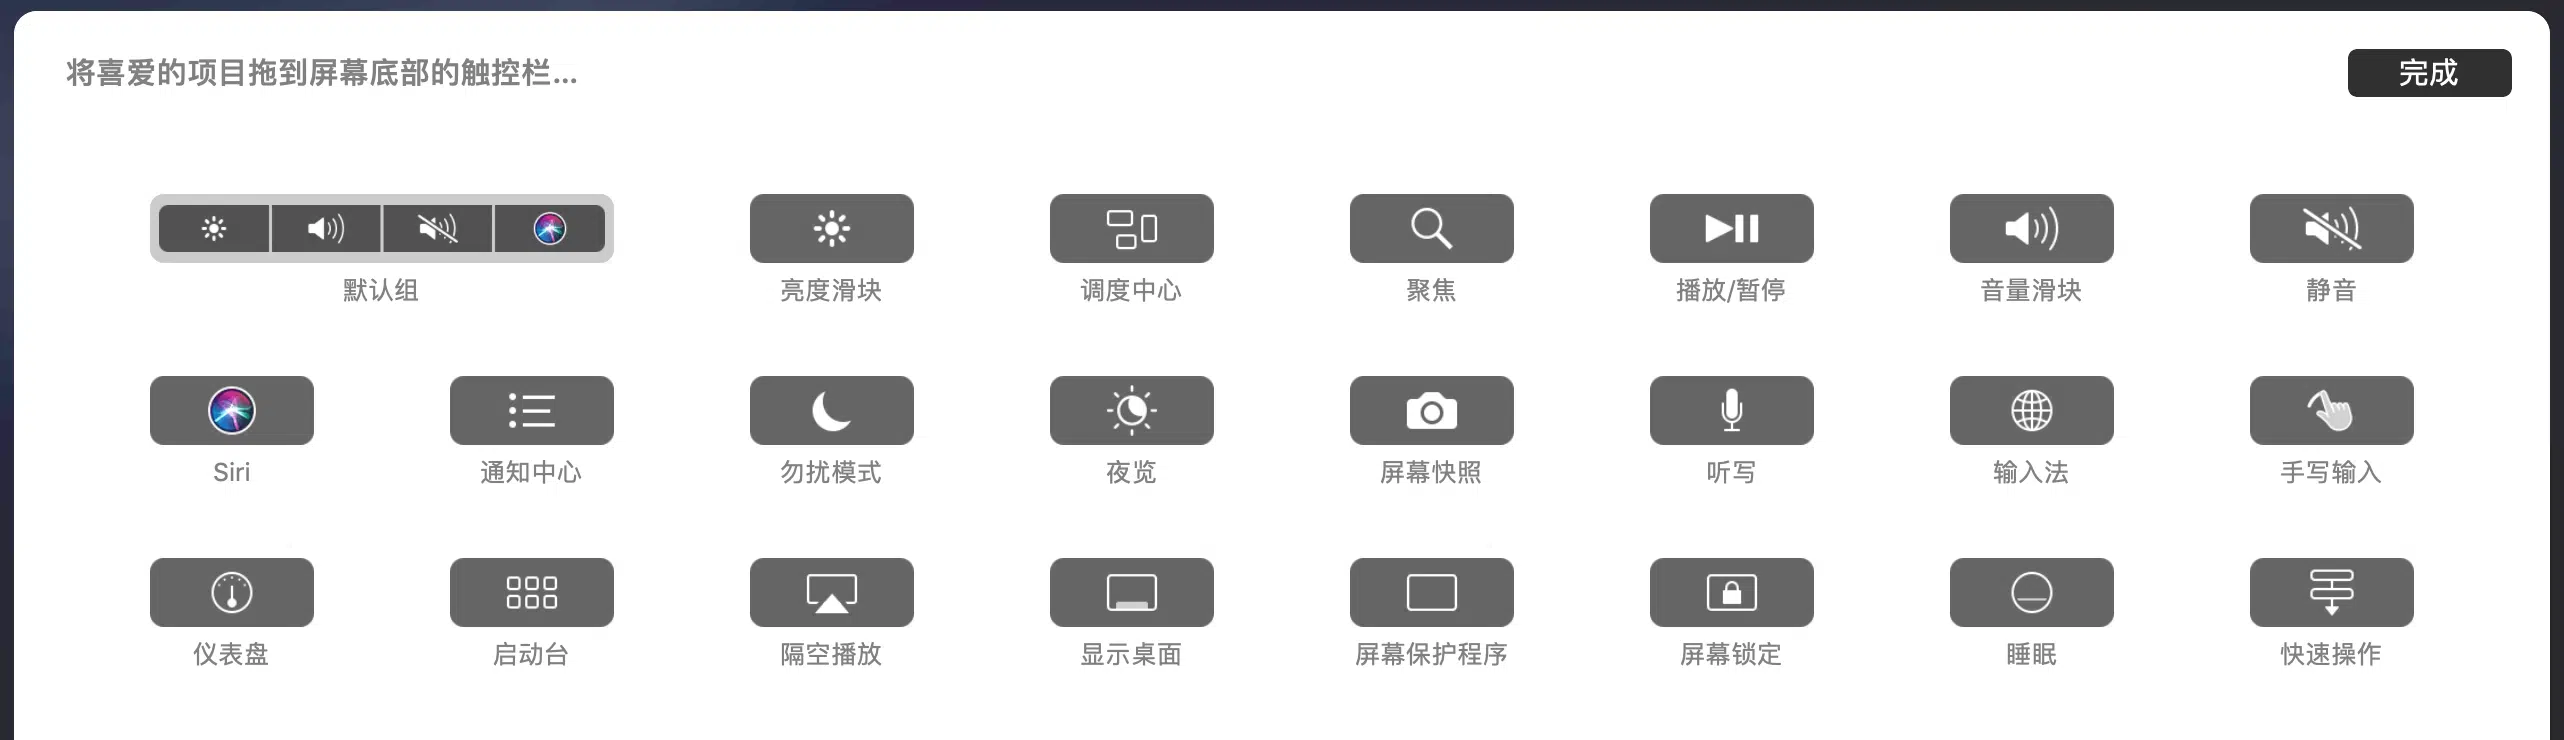 将喜爱的项目拖到屏幕底部的触控栏...
完成
默认组
亮度滑块
调度中心
聚焦
播放/暂停
音量滑块
静音
Siri
通知中心
勿扰模式
夜览
屏幕快照
听写
输入法
手写输入
仪表盘
启动台
隔空播放
显示桌面
屏幕保护程序
屏幕锁定
睡眠
快速操作